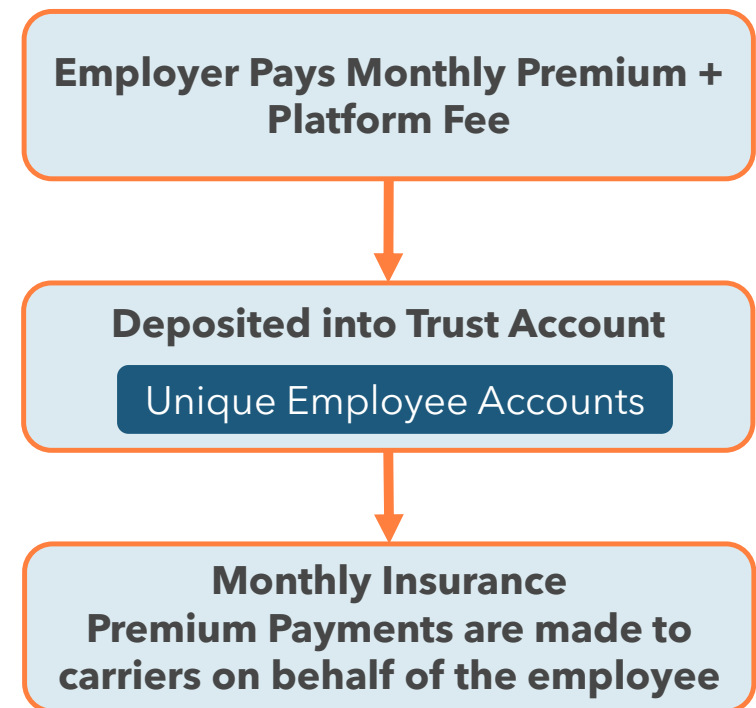 Employer Pays Monthly Premium +
Platform Fee
Deposited into Trust Account
Unique Employee Accounts
Monthly Insurance
Premium Payments are made to
carriers on behalf of the employee